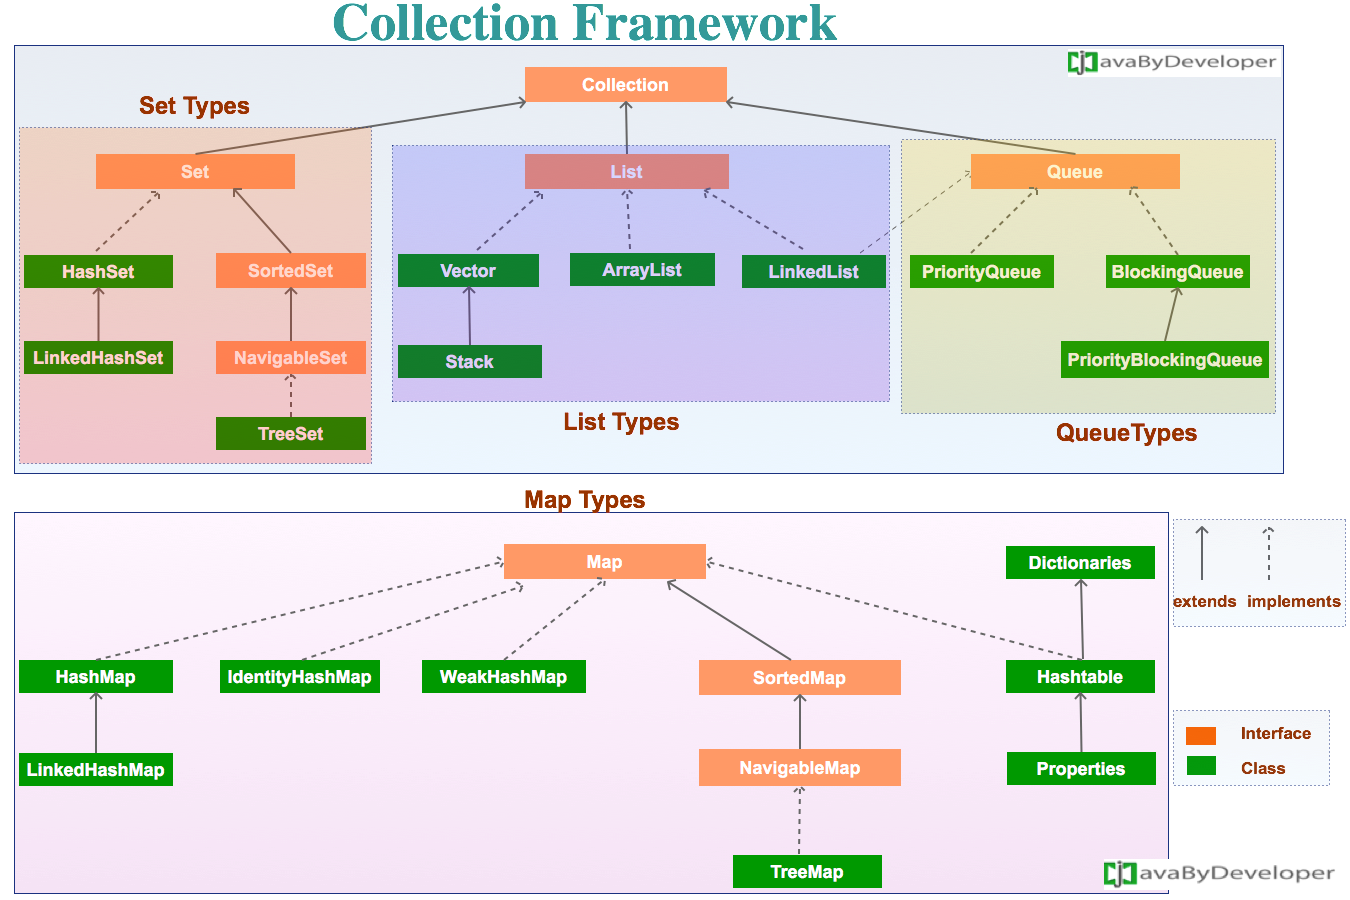 Collection Framework
JavaByDeveloper
Collection
Set Types
Set
List
Queue
HashSet
SortedSet
Vector
ArrayList
LinkedList
PriorityQueue
BlockingQueue
LinkedHashSet
NavigableSet
Stack
PriorityBlockingQueue
TreeSet
List Types
QueueTypes
Map Types
Map
Dictionaries
extends
implements
HashMap
IdentityHashMap
WeakHashMap
SortedMap
Hashtable
Interface
Class
LinkedHashMap
NavigableMap
Properties
TreeMap
JavaByDeveloper